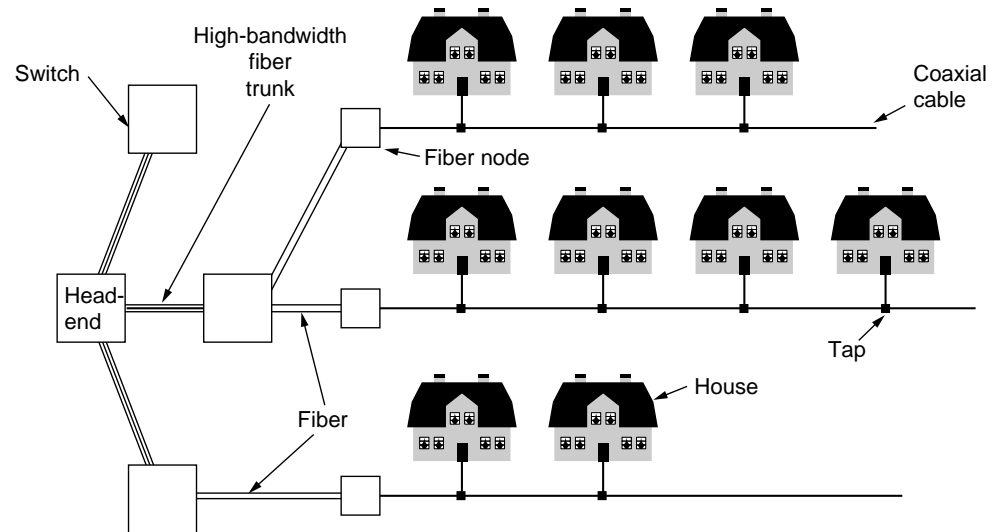 High-bandwidth
fiber
trunk
Switch
Coaxial
cable
Fiber node
Head-
end
Tap
House
Fiber